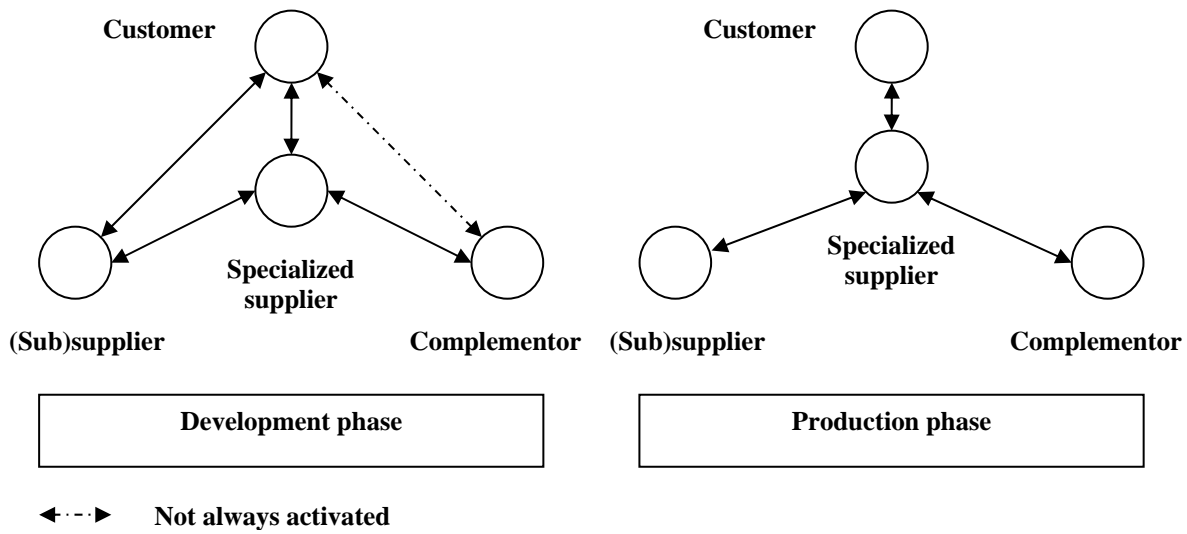 Customer
Specialized
supplier
(Sub)supplier
Complementor
Development phase
Customer
Specialized
supplier
(Sub)supplier
Complementor
Production phase
Not always activated